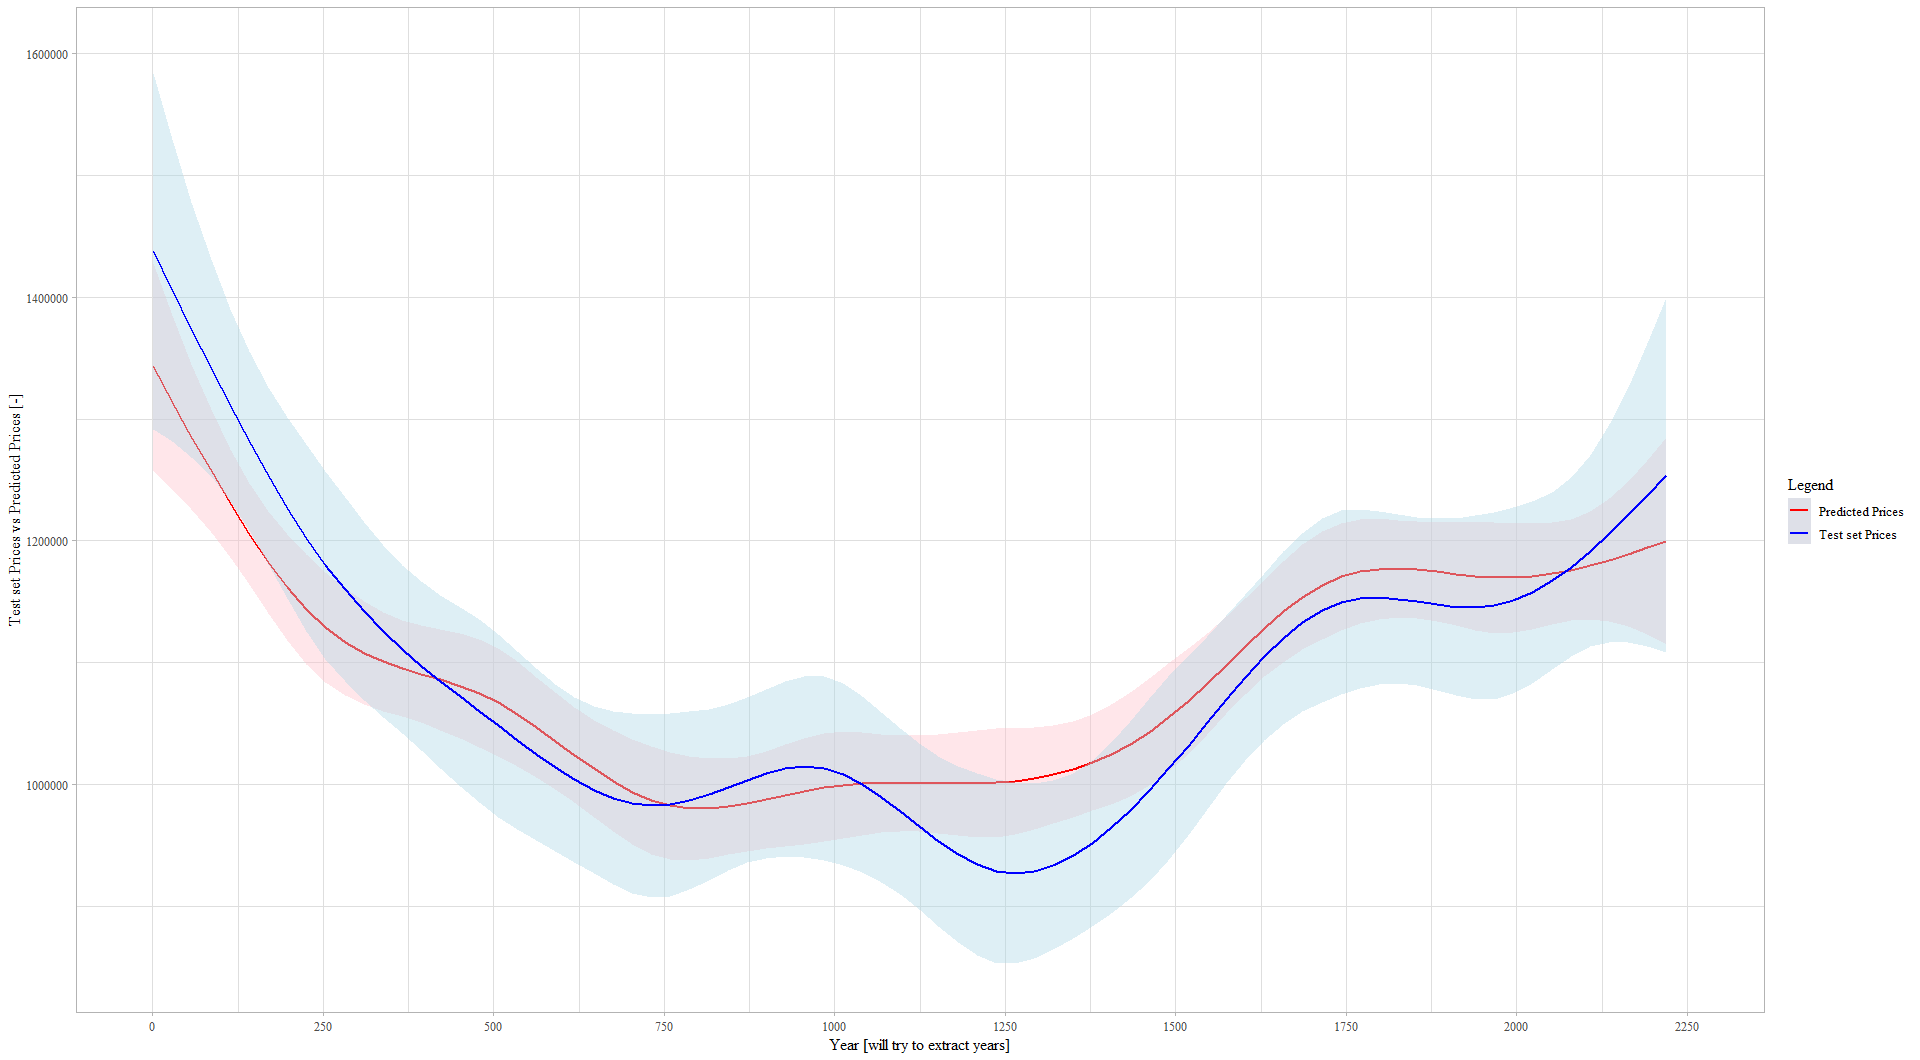 1600000
1400000
1200000
1000000
Test set Prices vs Predicted Prices [-]
0 250 500 750 1000 1250 1500 1750 2000 2250
Year [will try to extract years]
Legend
Predicted Prices
Test set Prices